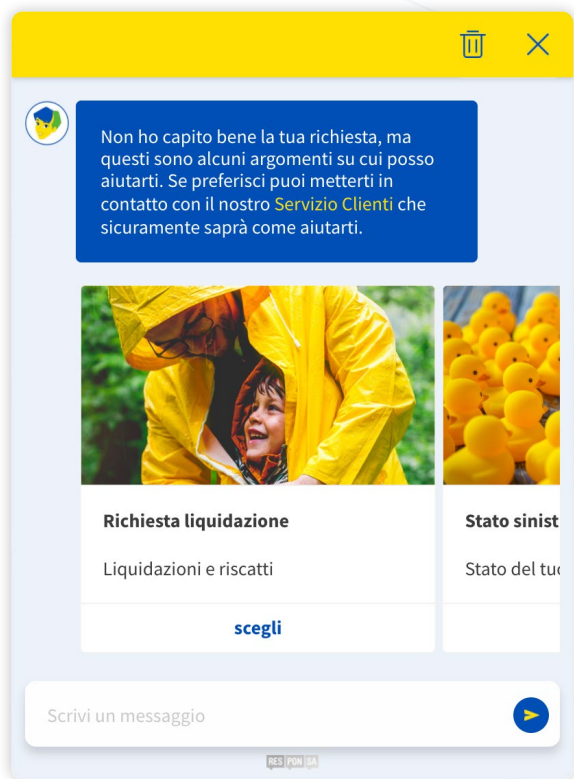 Non ho capito bene la tua richiesta, ma
questi sono alcuni argomenti su cui posso
aiutarti. Se preferisci puoi metterti in
contatto con il nostro Servizio Clienti che
sicuramente saprà come aiutarti.
Richiesta liquidazione
Liquidazioni e riscatti
scegli
Stato sinist
Stato del tuo
Scrivi un messaggio
RES PON SA